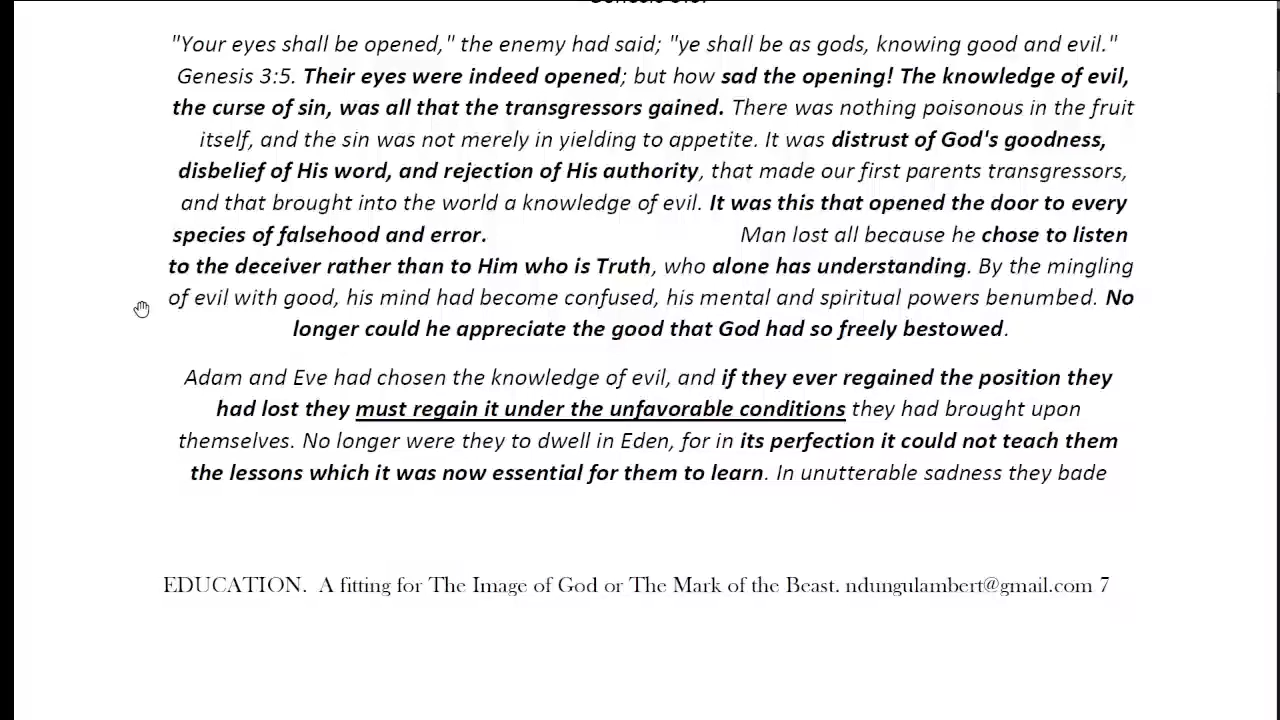 "Your eyes shall be opened," the enemy had said; "ye shall be as gods, knowing good and evil."
Genesis 3:5. Their eyes were indeed opened; but how sad the opening! The knowledge of evil,
the curse of sin, was all that the transgressors gained. There was nothing poisonous in the fruit
itself, and the sin was not merely in yielding to appetite. It was distrust of God's goodness,
disbelief of His word, and rejection of His authority, that made our first parents transgressors,
and that brought into the world a knowledge of evil. It was this that opened the door to every
species of falsehood and error. Man lost all because he chose to listen
to the deceiver rather than to Him who is Truth, who alone has understanding. By the mingling
of evil with good, his mind had become confused, his mental and spiritual powers benumbed. No
longer could he appreciate the good that God had so freely bestowed.
Adam and Eve had chosen the knowledge of evil, and if they ever regained the position they
had lost they must regain it under the unfavorable conditions they had brought upon
themselves. No longer were they to dwell in Eden, for in its perfection it could not teach them
the lessons which it was now essential for them to learn. In unutterable sadness they bade
EDUCATION. A fitting for The Image of God or The Mark of the Beast. ndungulambert@gmail.com 7